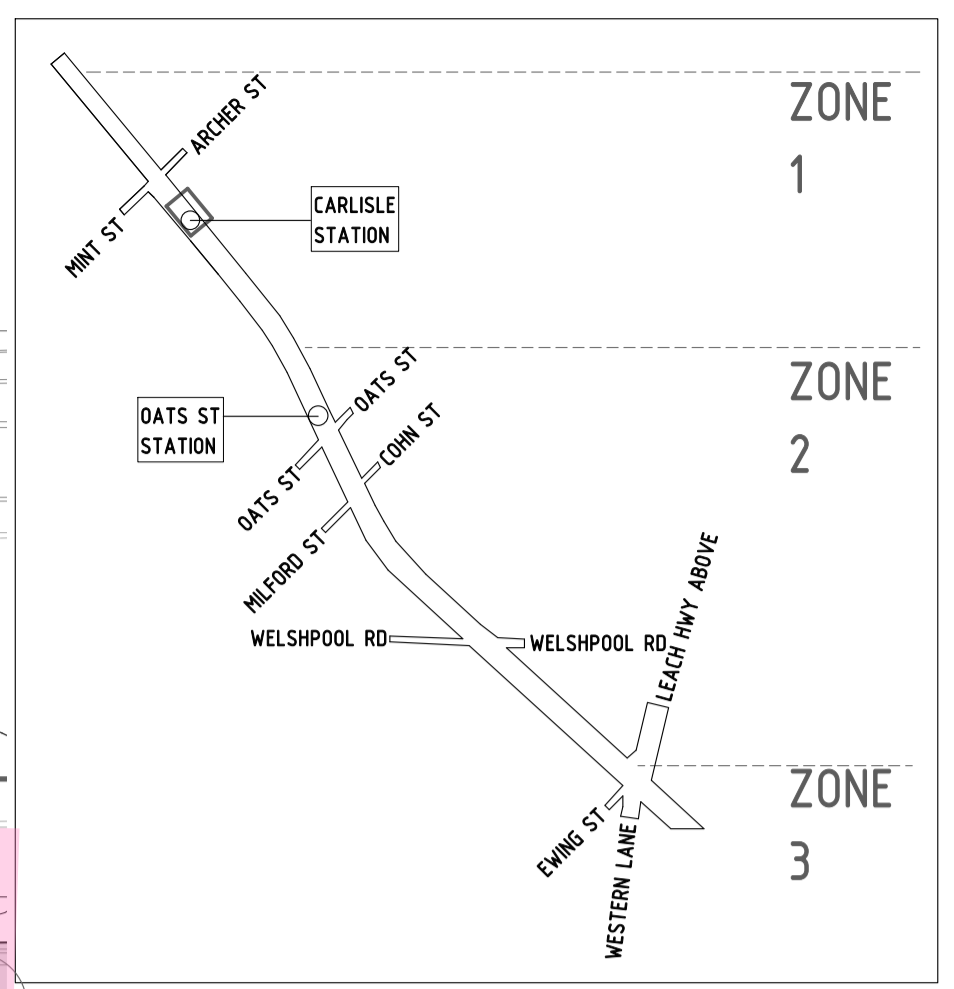 ZONE
1
ARCHER ST
MINT ST
CARLISLE
STATION
ZONE
2
OATS ST
OATS ST
STATION
COHN ST
OATS ST
MILFORD ST
WELSHPOOL RD
WELSHPOOL RD
LEACH HWY ABOVE
ZONE
3
EWING ST
WESTERN LANE